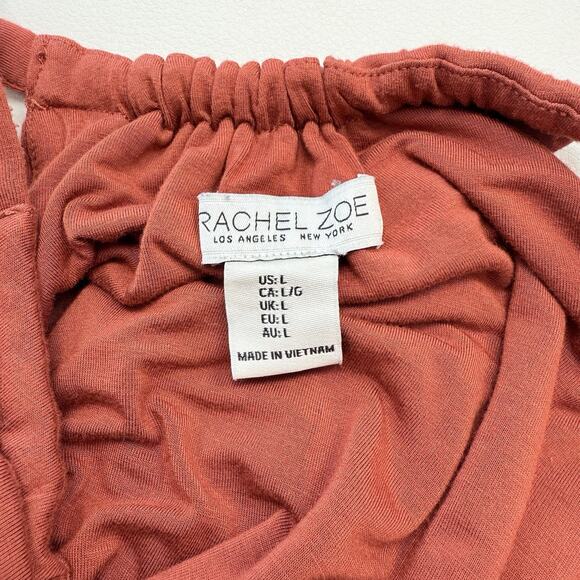 RACHEL ZOE
LOS ANGELES NEW YORK
US: L
CA: L/G
UK: L
EU: L
AU: L
MADE IN VIETNAM